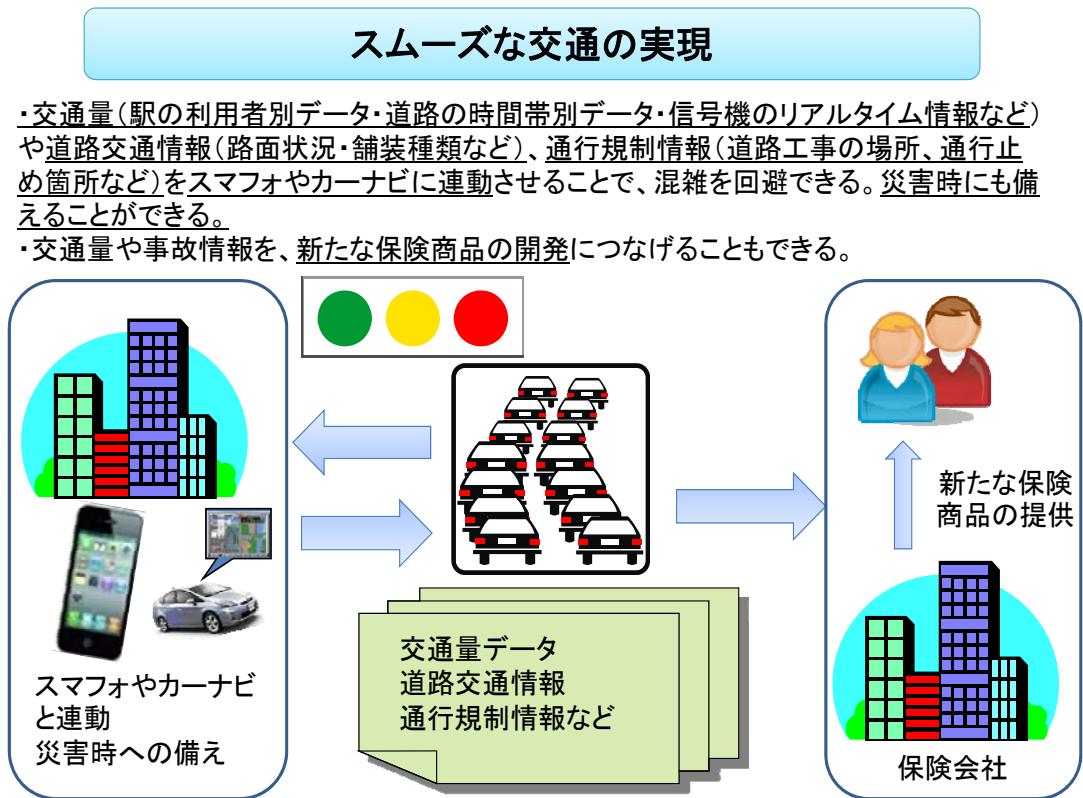 スムーズな交通の実現
・交通量（駅の利用者別データ・道路の時間帯別データ・信号機のリアルタイム情報など）
や道路交通情報（路面状況・舗装種類など）、通行規制情報（道路工事の場所、通行止
め箇所など）をスマフォやカーナビに連動させることで、混雑を回避できる。災害時にも備
えることができる。
・交通量や事故情報を、新たな保険商品の開発につなげることもできる。
新たな保険
商品の提供
交通量データ
道路交通情報
通行規制情報など
スマフォやカーナビ
と連動
災害時への備え
保険会社